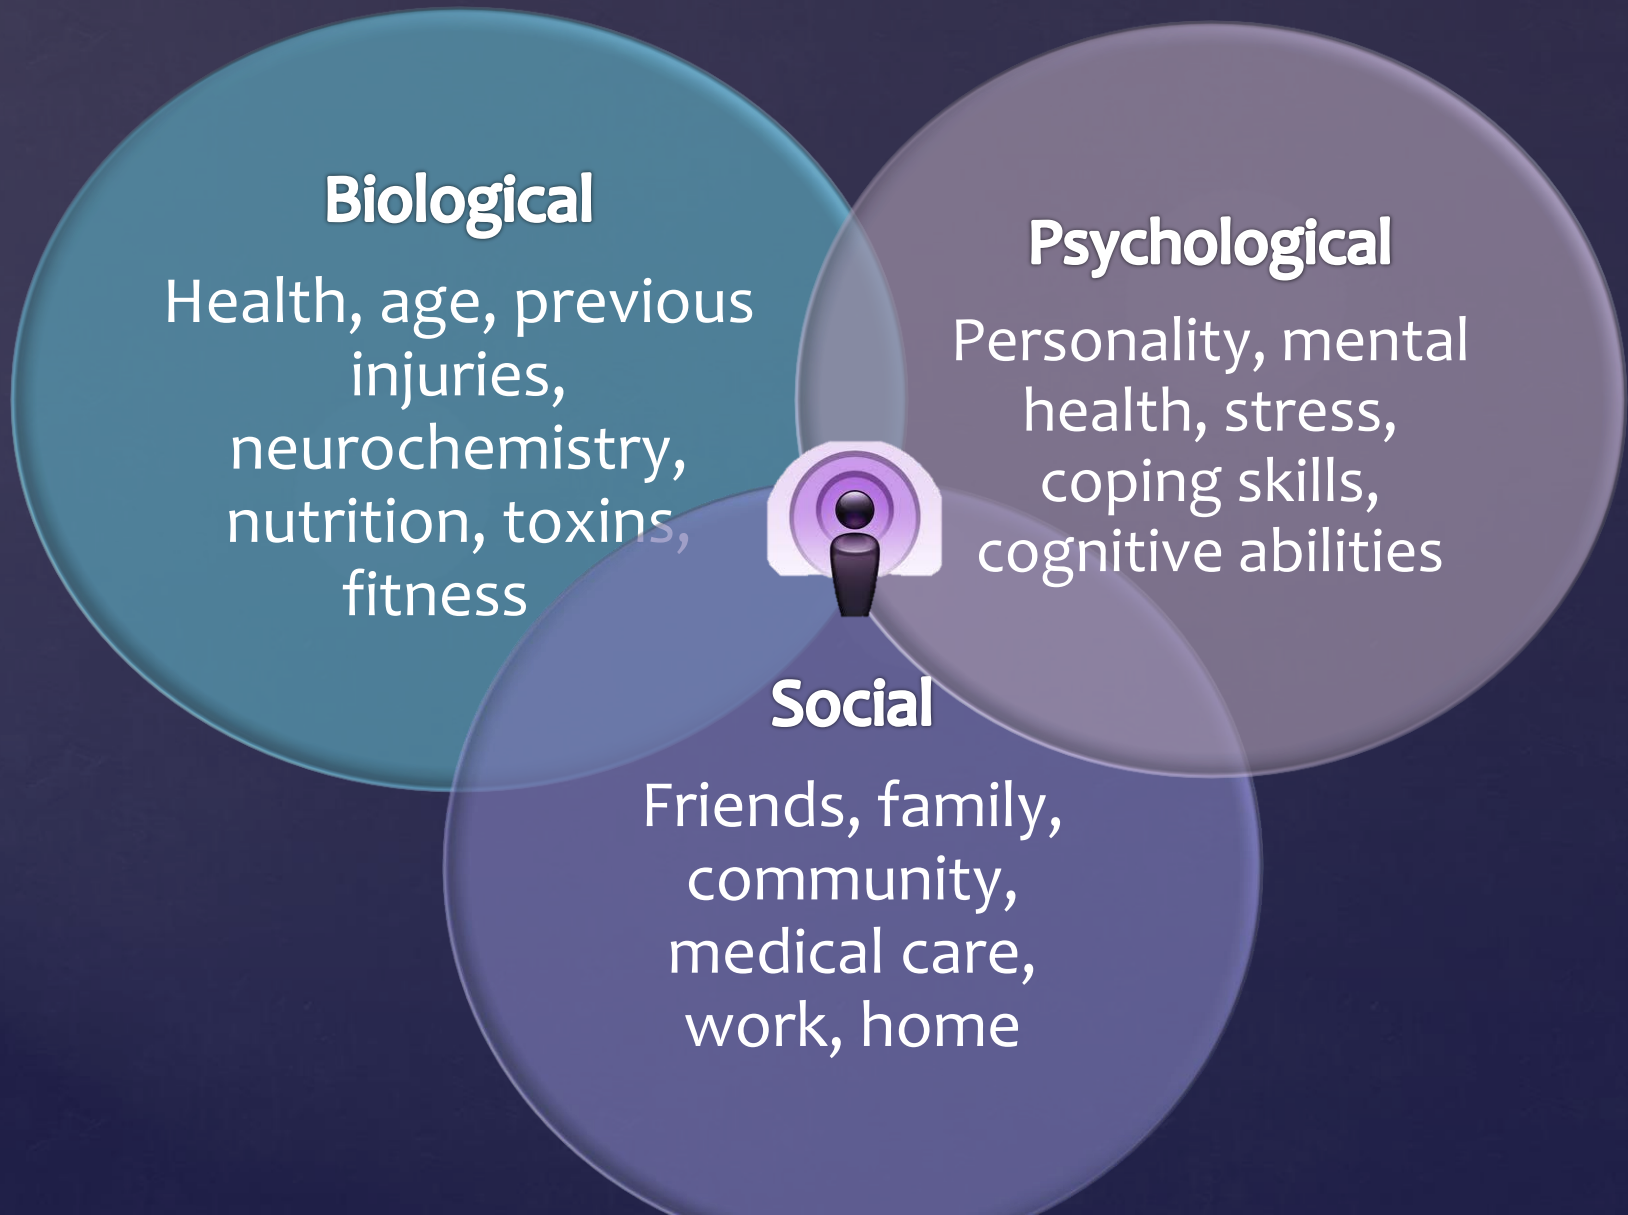 Biological
Health, age, previous
injuries,
neurochemistry,
nutrition, toxins,
fitness
Psychological
Personality, mental
health, stress,
coping skills,
cognitive abilities
Social
Friends, family,
community,
medical care,
work, home